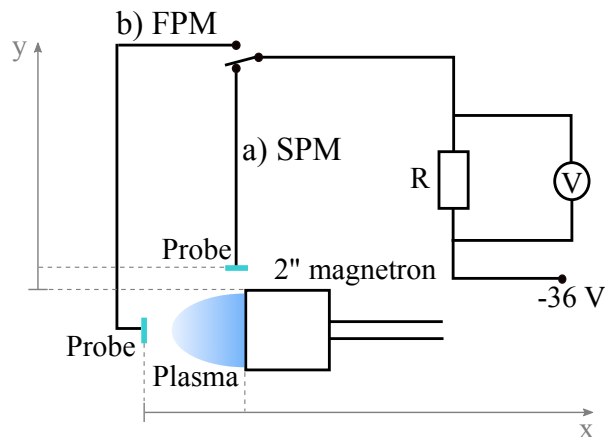 b) FPM
y
a) SPM
R
V
Probe
2" magnetron
-36 V
Probe
Plasma
x